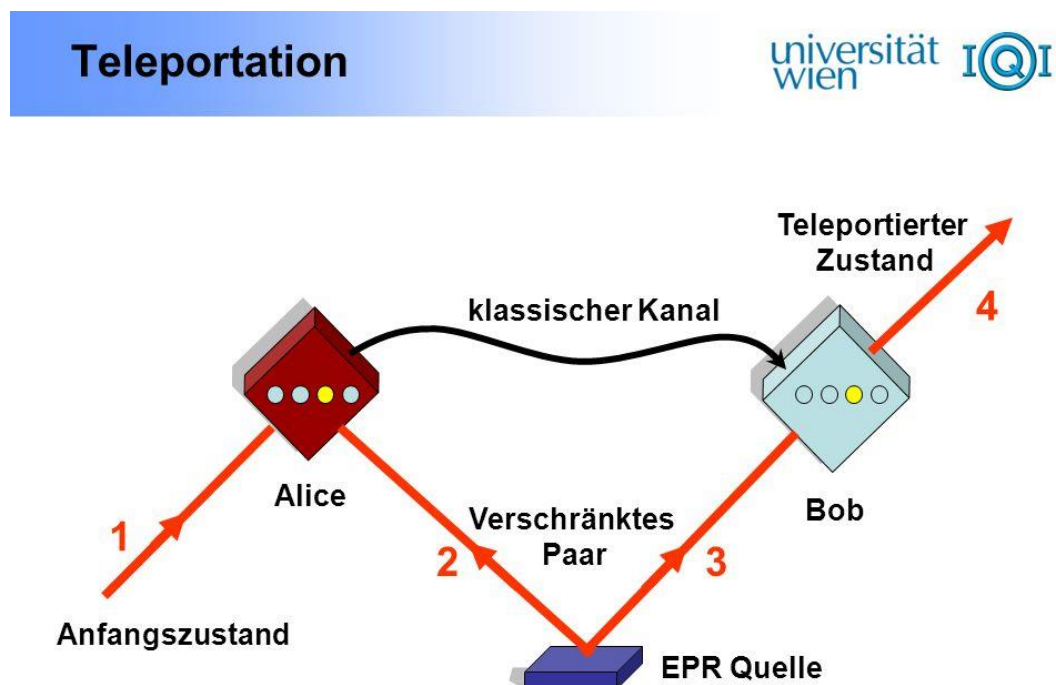 Teleportation
universität
wien
IQI
Teleportierter
Zustand
4
klassischer Kanal
Alice
Bob
Verschränktes
Paar
1
2
3
Anfangszustand
EPR Quelle